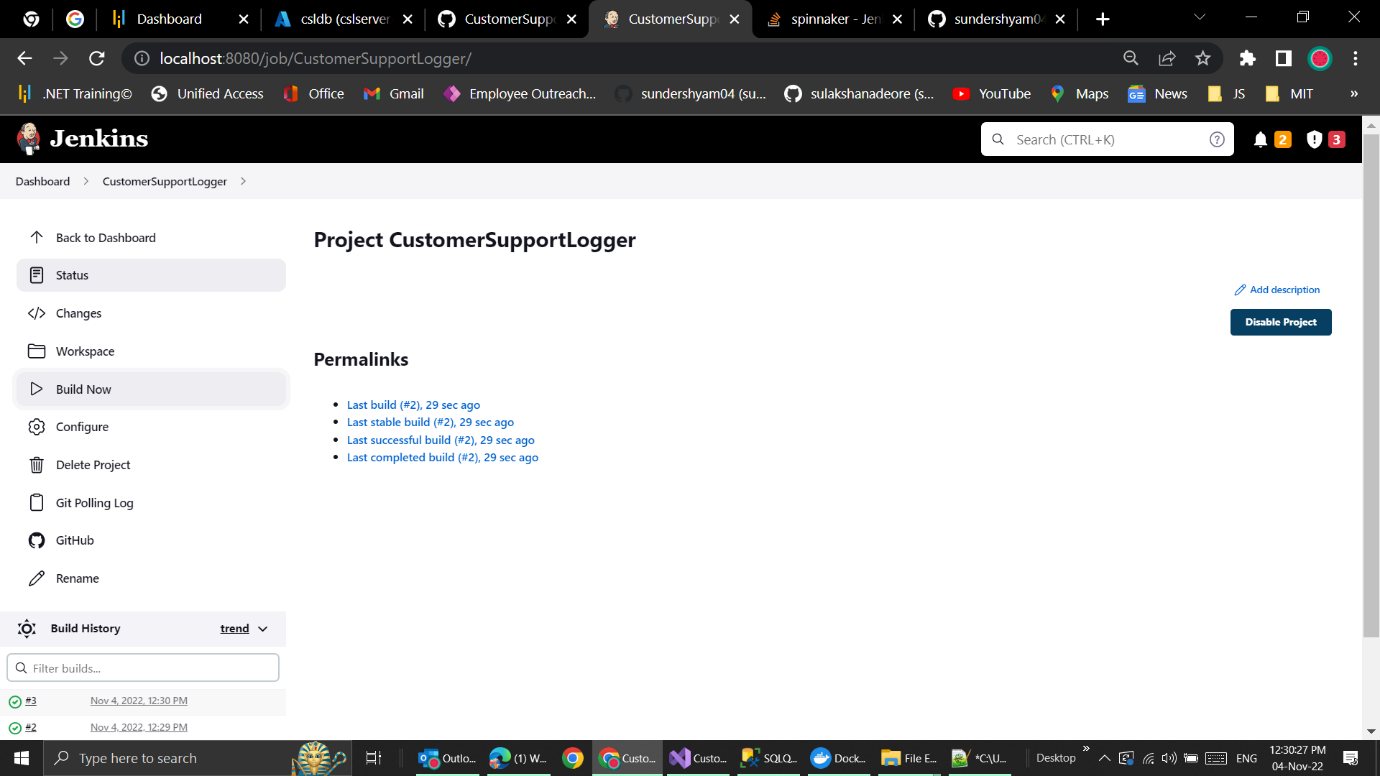 Dashboard
csldb (cslserver
CustomerSuppo
CustomerSuppo
spinnaker - Jen
sundershyam04
localhost:8080/job/CustomerSupportLogger/
.NET Training©
Unified Access
Office
Gmail
Employee Outreach...
sundershyam04 (su...
sulakshanadeore (s...
YouTube
Maps
News
JS
MIT
»
Jenkins
Search (CTRL+K)
2
3
Dashboard
CustomerSupportLogger
Back to Dashboard
Status
Changes
Workspace
Build Now
Configure
Delete Project
Git Polling Log
GitHub
Rename
Build History
trend
Filter builds...
#3
Nov 4, 2022, 12:30 PM
#2
Nov 4, 2022, 12:29 PM
Project CustomerSupportLogger
Add description
Disable Project
Permalinks
Last build (#2), 29 sec ago
Last stable build (#2), 29 sec ago
Last successful build (#2), 29 sec ago
Last completed build (#2), 29 sec ago
Type here to search
Outlo...
(1) W...
Custo...
Custo...
SQLQ...
Dock...
File E...
*C:\U...
Desktop
»
ENG
12:30:27 PM
04-Nov-22